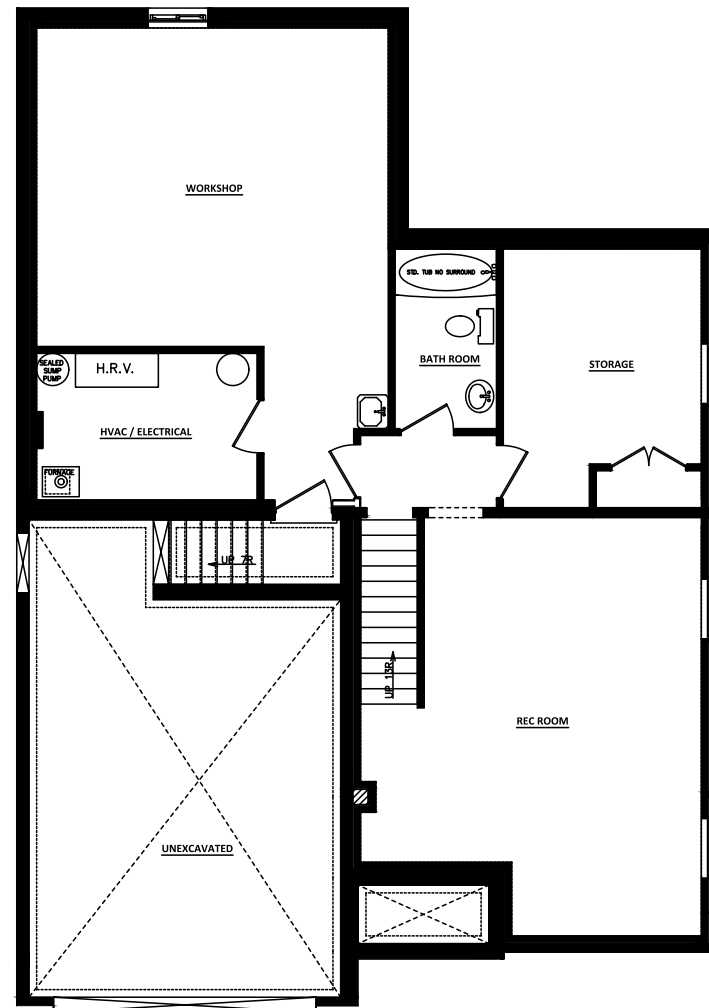 WORKSHOP
STD. TUB NO SURROUND
BATH ROOM
STORAGE
SEALED
SUMP
PUMP
H.R.V.
HVAC / ELECTRICAL
FURNACE
UP 7R
UP 13R
REC ROOM
UNEXCAVATED